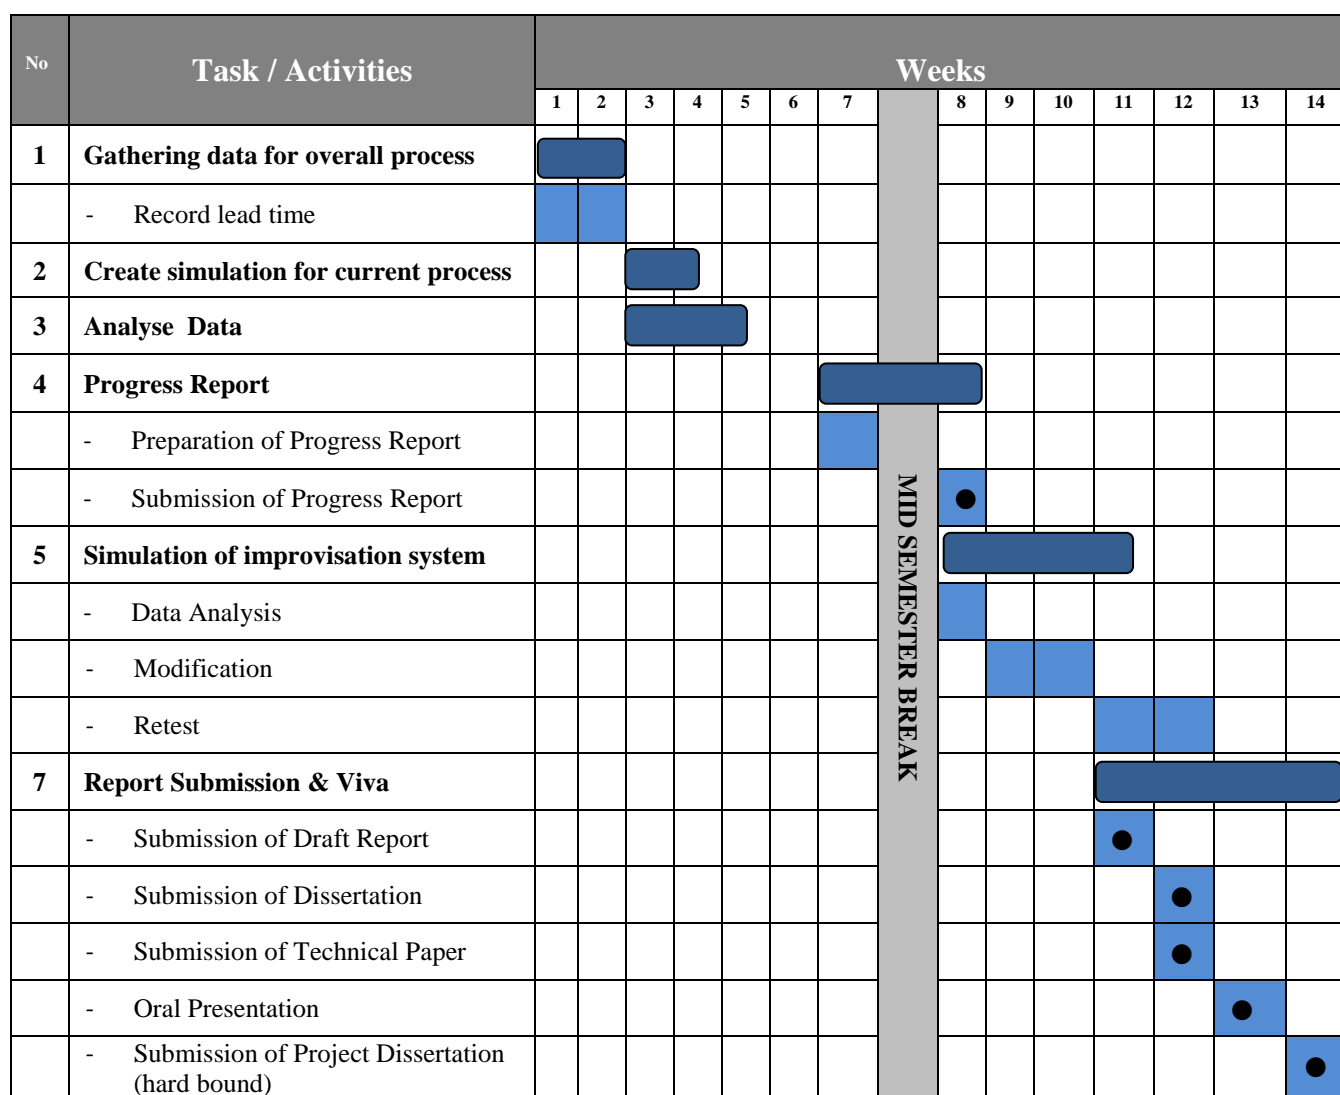 No Task / Activities Weeks
1 2 3 4 5 6 7 8 9 10 11 12 13 14
1 Gathering data for overall process
- Record lead time
2 Create simulation for current process
3 Analyse Data
4 Progress Report
- Preparation of Progress Report
- Submission of Progress Report
5 Simulation of improvisation system
- Data Analysis
- Modification
- Retest
7 Report Submission & Viva
- Submission of Draft Report
- Submission of Dissertation
- Submission of Technical Paper
- Oral Presentation
- Submission of Project Dissertation
(hard bound)
MID SEMESTER BREAK